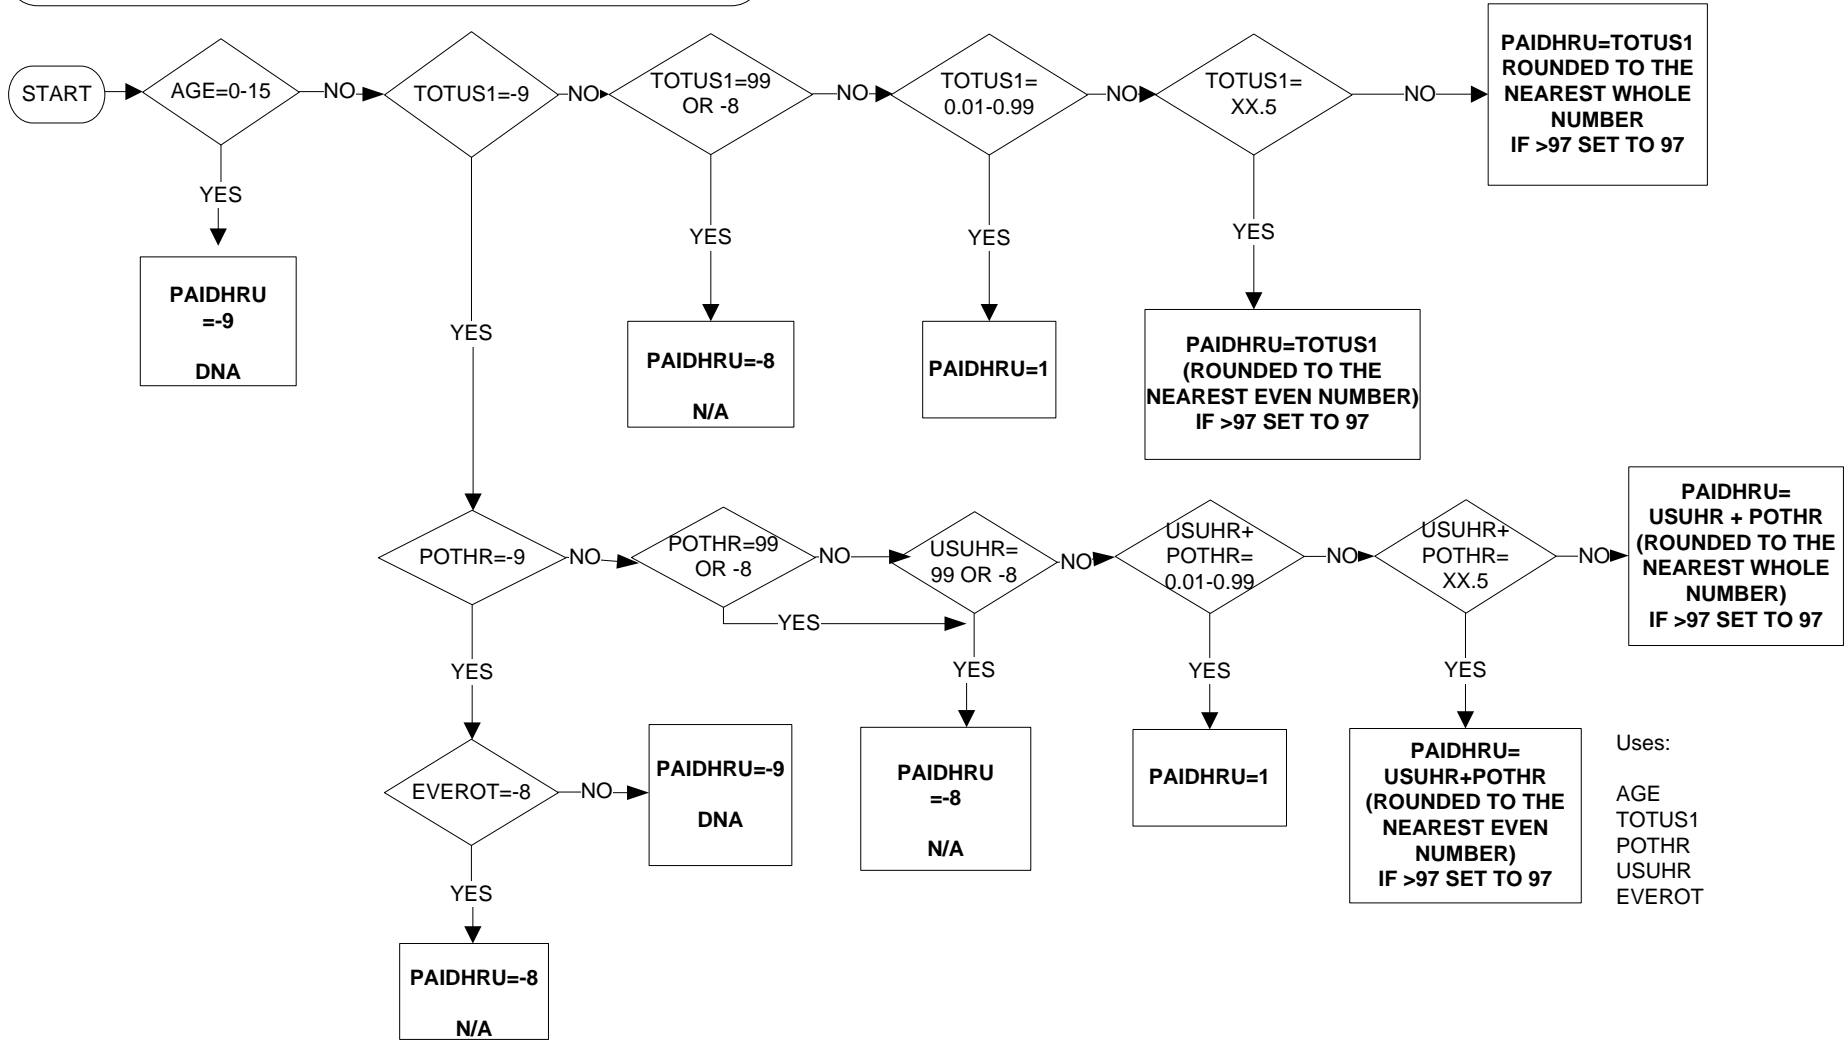 START
AGE=0-15
NO
TOTUS1=-9
NO
TOTUS1=99
OR -8
NO
TOTUS1=
0.01-0.99
NO
TOTUS1=
XX.5
NO
PAIDHRU=TOTUS1
ROUNDED TO THE
NEAREST WHOLE
NUMBER
IF >97 SET TO 97
YES
PAIDHRU
=-9
DNA
YES
YES
PAIDHRU=-8
N/A
YES
PAIDHRU=1
YES
PAIDHRU=TOTUS1
(ROUNDED TO THE
NEAREST EVEN NUMBER)
IF >97 SET TO 97
POTHR=-9
NO
POTHR=99
OR -8
NO
YES
USUHR=
99 OR -8
NO
USUHR+
POTHR=
0.01-0.99
NO
USUHR+
POTHR=
XX.5
NO
PAIDHRU=
USUHR + POTHR
(ROUNDED TO THE
NEAREST WHOLE
NUMBER)
IF >97 SET TO 97
YES
EVEROT=-8
NO
PAIDHRU=-9
DNA
YES
PAIDHRU
=-8
N/A
YES
PAIDHRU=1
YES
PAIDHRU=
USUHR+POTHR
(ROUNDED TO THE
NEAREST EVEN
NUMBER)
IF >97 SET TO 97
YES
PAIDHRU=-8
N/A
Uses:
AGE
TOTUS1
POTHR
USUHR
EVEROT